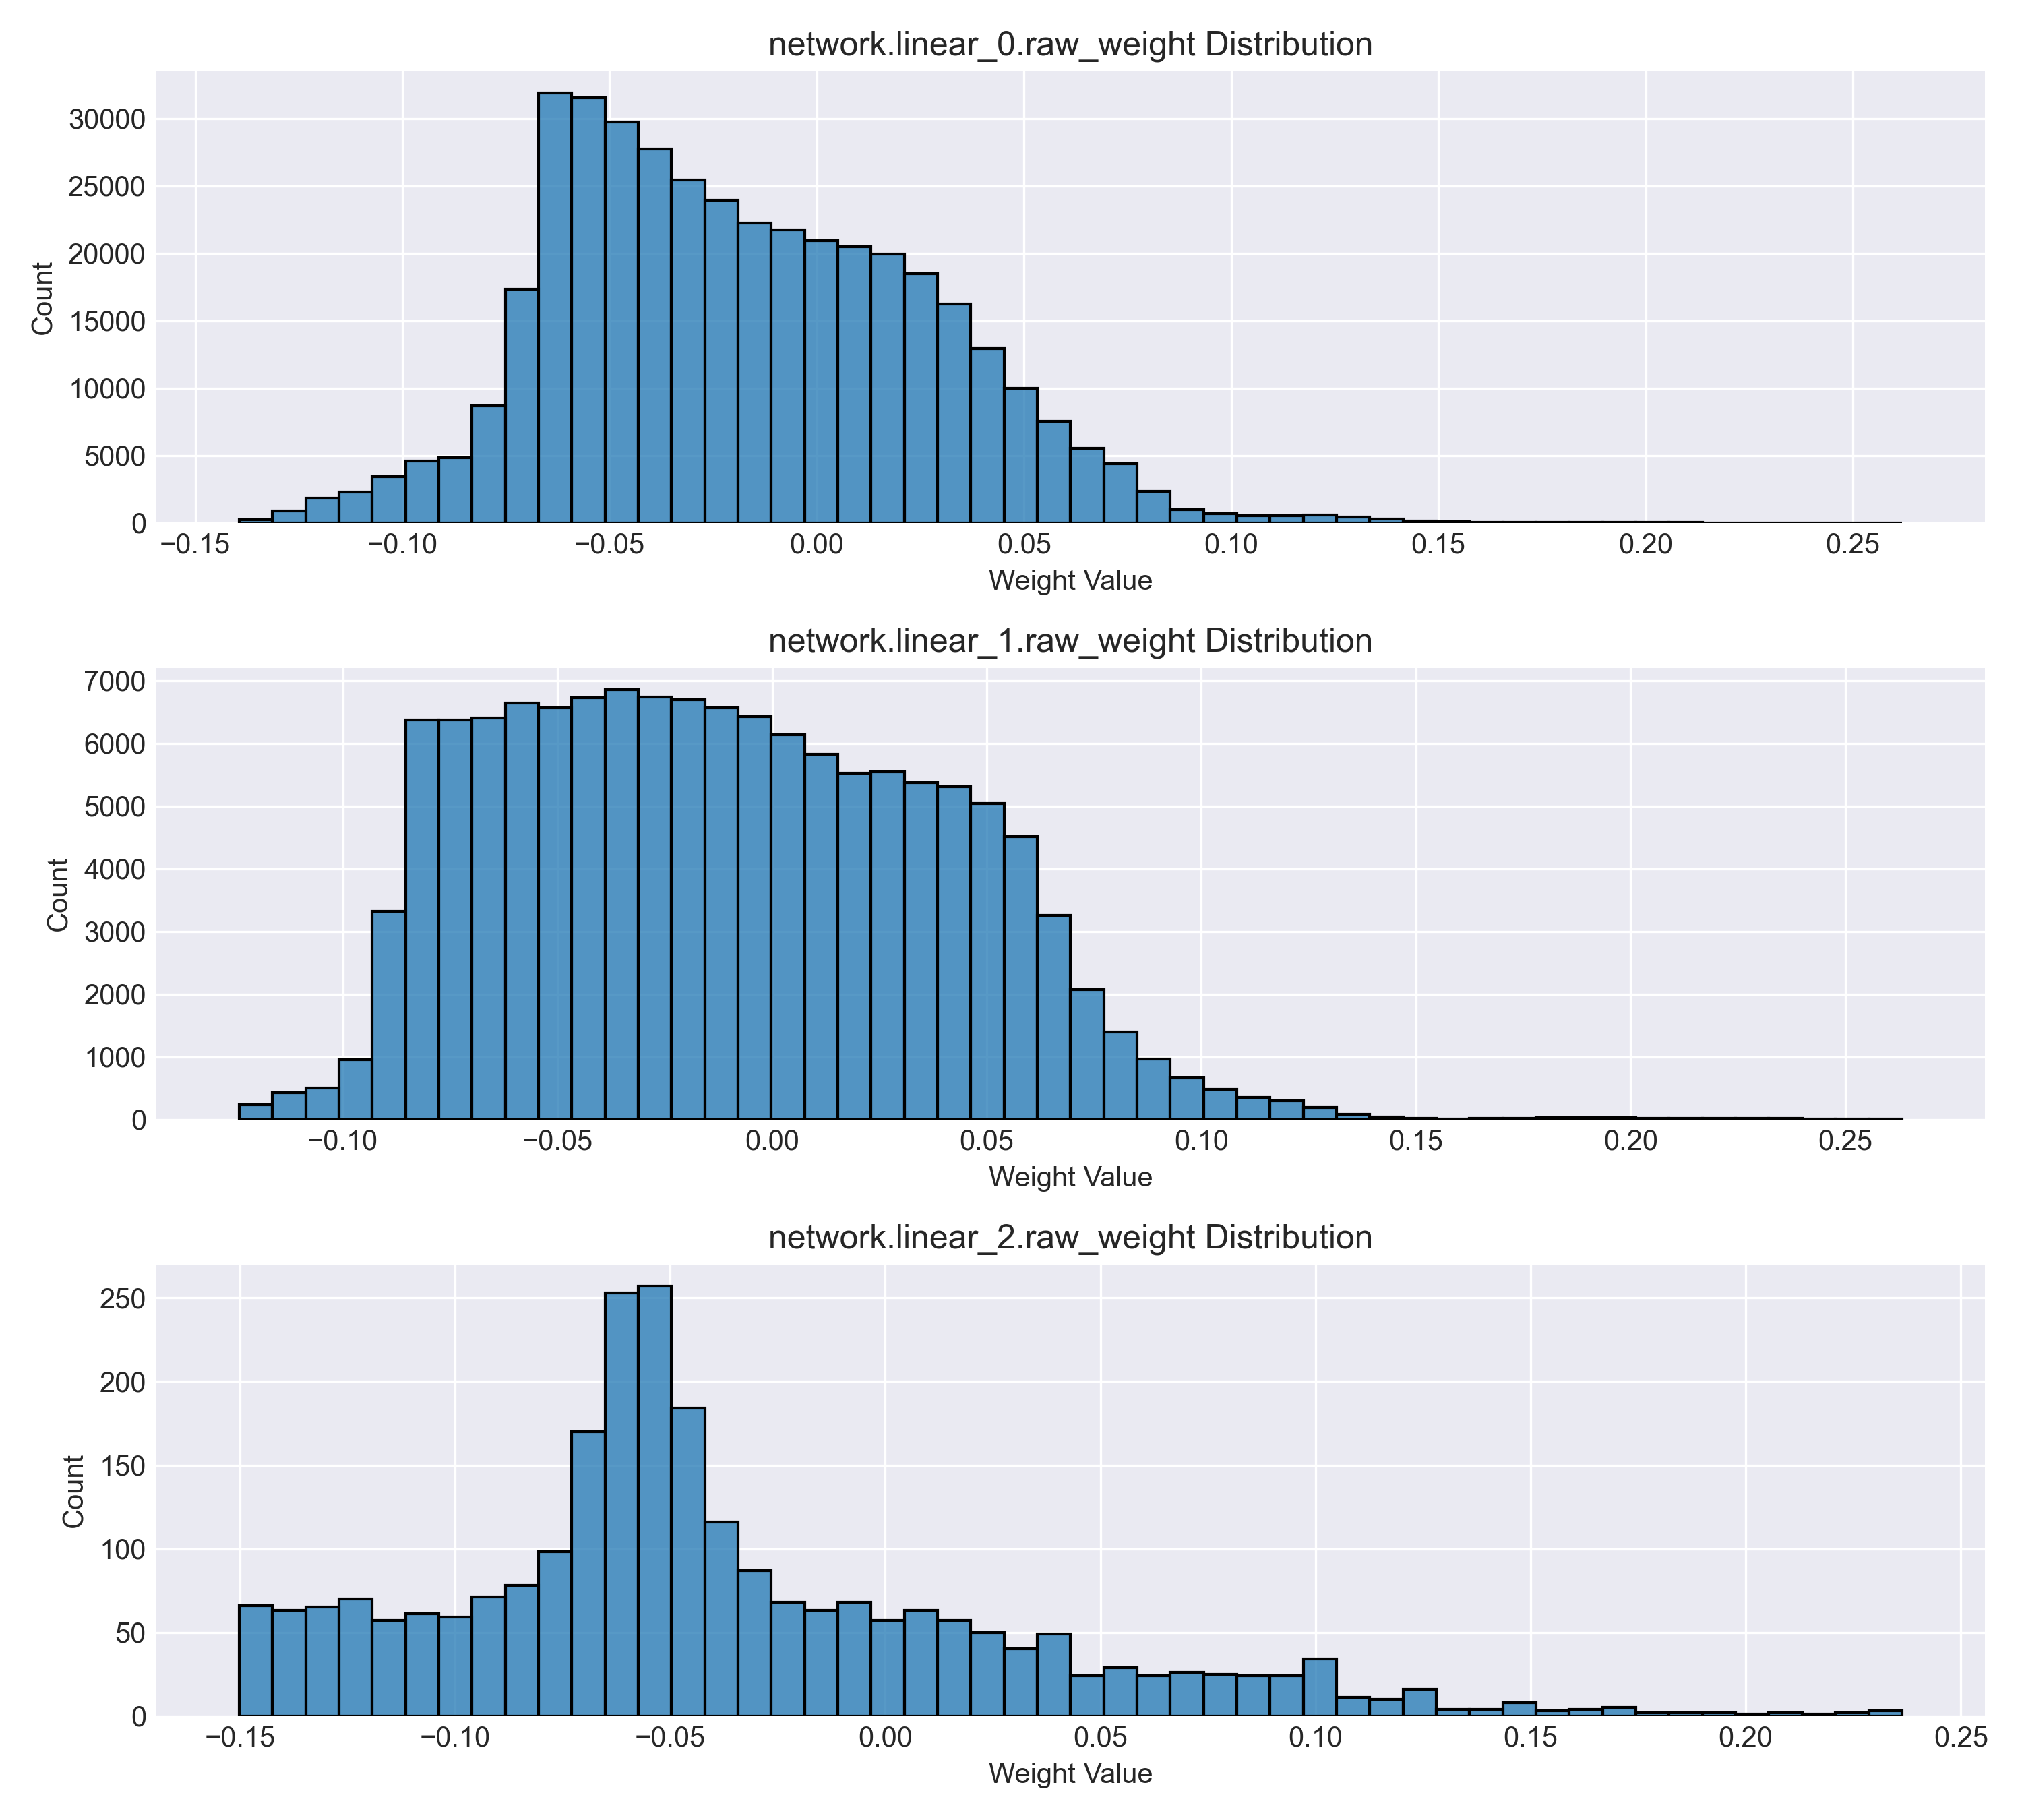 network.linear_0.raw_weight Distribution
30000
25000
20000
15000
10000
5000
0
Count
−0.15 −0.10 −0.05 0.00 0.05 0.10 0.15 0.20 0.25
Weight Value
network.linear_1.raw_weight Distribution
7000
6000
5000
4000
3000
2000
1000
0
Count
−0.10 −0.05 0.00 0.05 0.10 0.15 0.20 0.25
Weight Value
network.linear_2.raw_weight Distribution
250
200
150
100
50
0
Count
−0.15 −0.10 −0.05 0.00 0.05 0.10 0.15 0.20 0.25
Weight Value